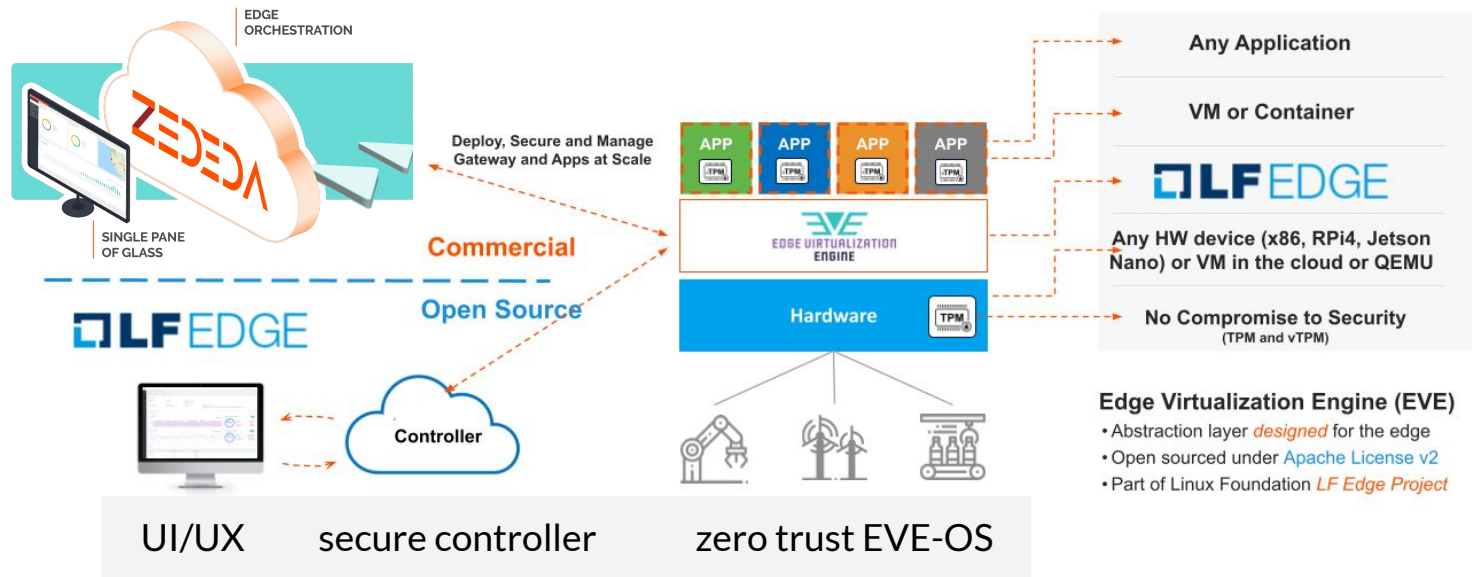 EDGE
ORCHESTRATION
ZEDEDA
SINGLE PANE
OF GLASS
Deploy, Secure and Manage
Gateway and Apps at Scale
Commercial
Open Source
LF EDGE
Controller
APP
TPM
APP
TPM
APP
TPM
APP
TPM
EVE
EDGE VIRTUALIZATION
ENGINE
Hardware
TPM
Any Application
VM or Container
LF EDGE
Any HW device (x86, RPi4, Jetson
Nano) or VM in the cloud or QEMU
No Compromise to Security
(TPM and vTPM)
Edge Virtualization Engine (EVE)
• Abstraction layer designed for the edge
• Open sourced under Apache License v2
• Part of Linux Foundation LF Edge Project
UI/UX secure controller zero trust EVE-OS